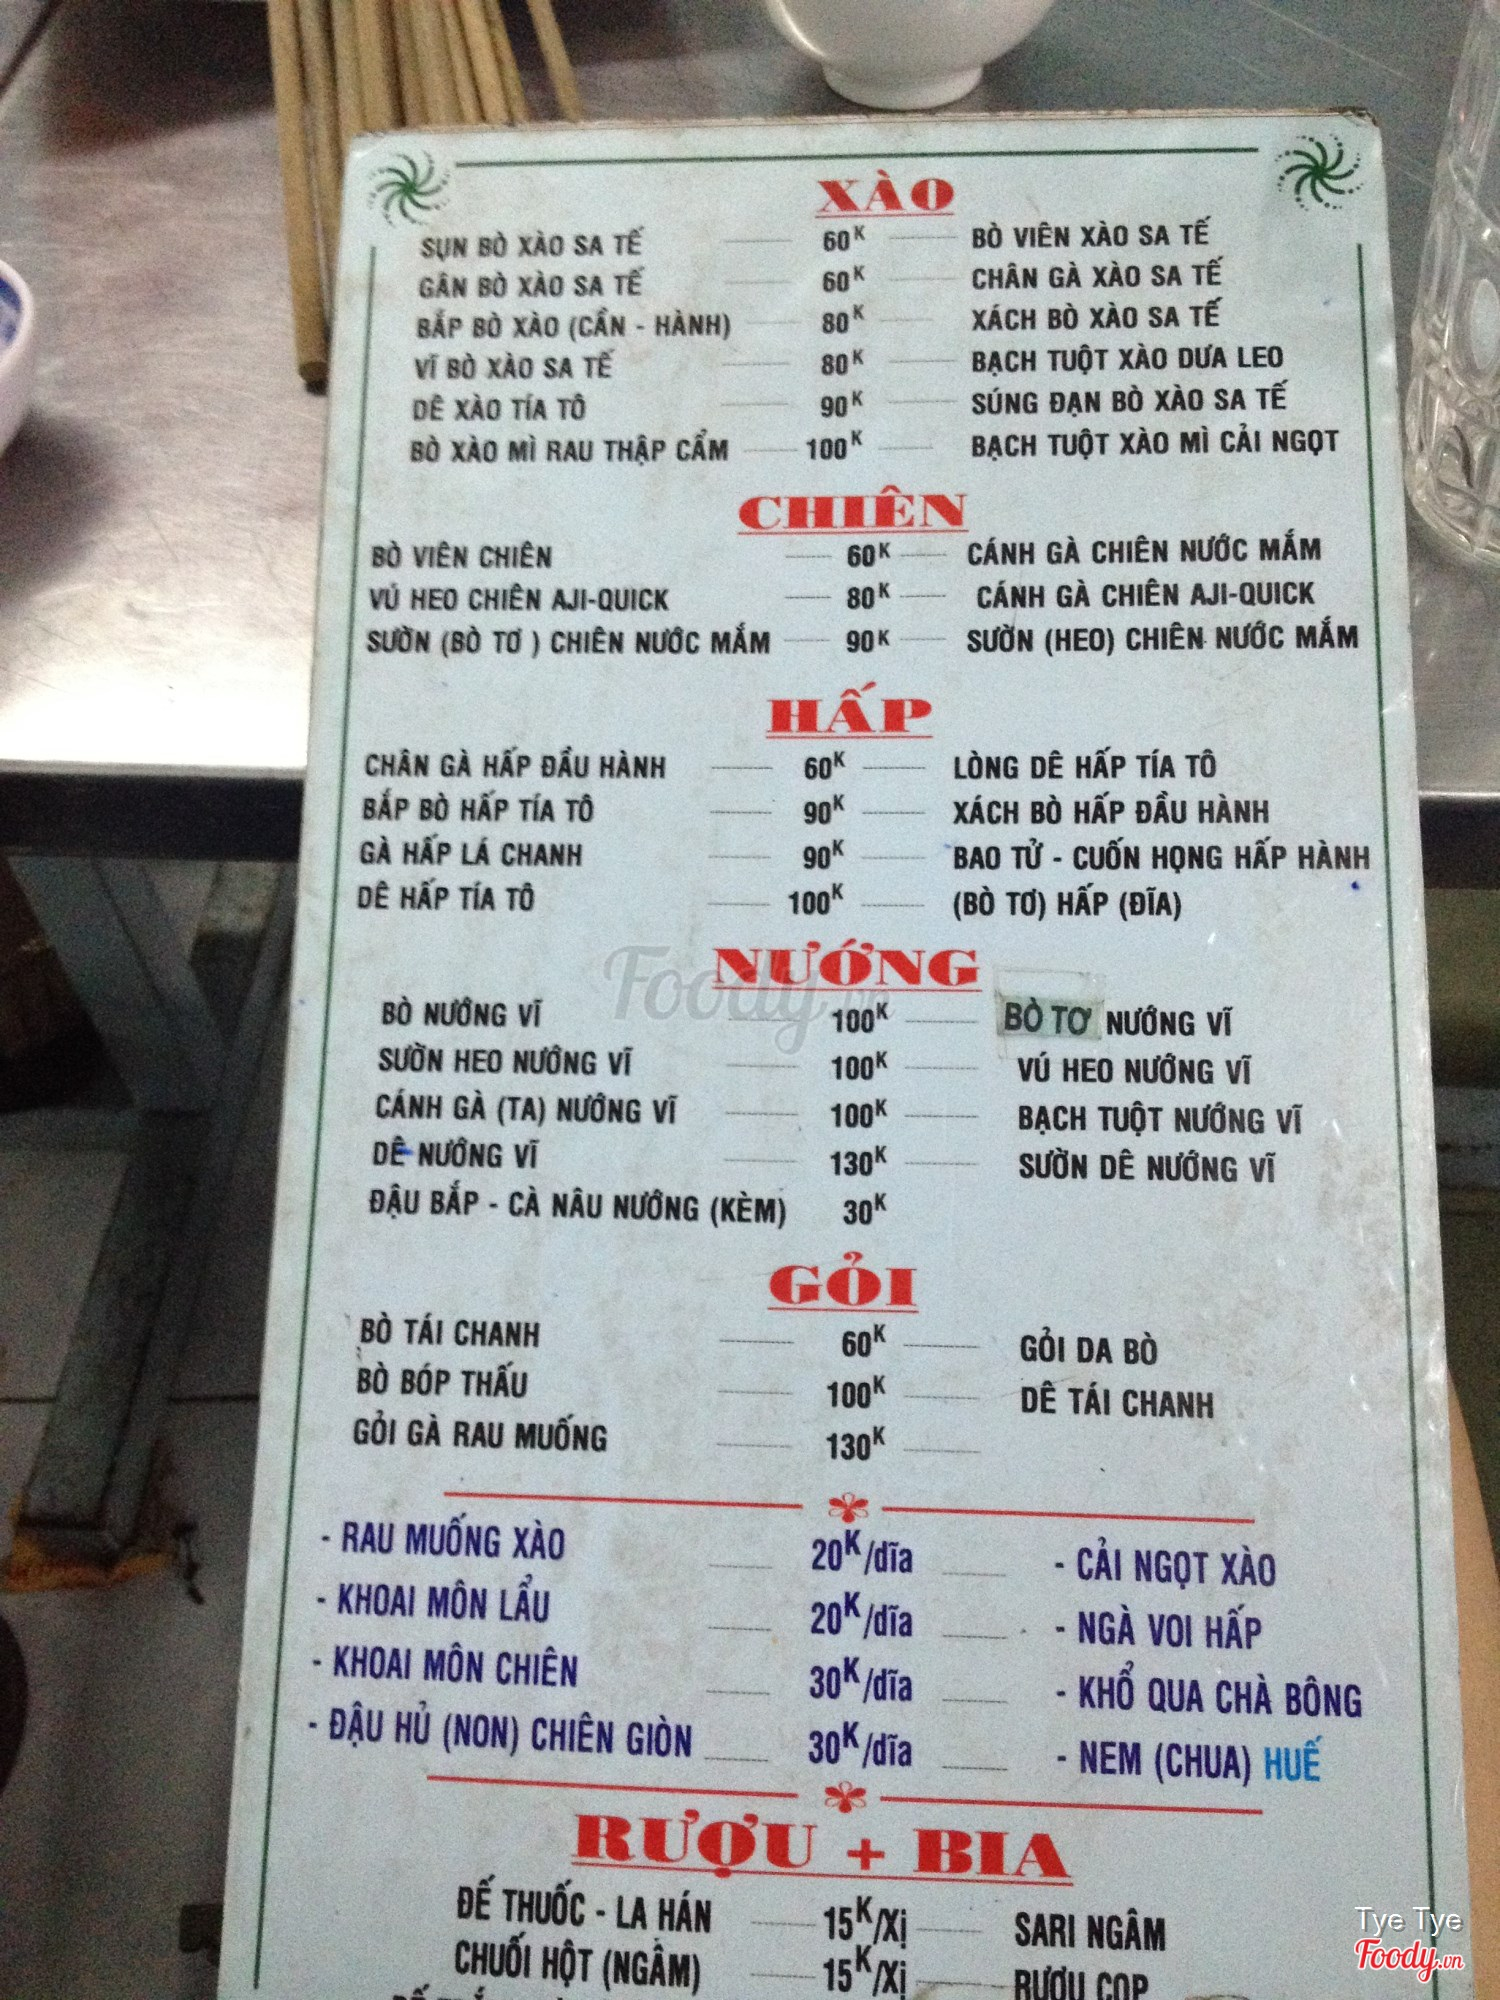 XÀO
SỤN BÒ XÀO SA TẾ 60K BÒ VIÊN XÀO SA TẾ
GÂN BÒ XÀO SA TẾ 60K CHÂN GÀ XÀO SA TẾ
BẮP BÒ XÀO (CẦN - HÀNH) 80K XÁCH BÒ XÀO SA TẾ
VĨ BÒ XÀO SA TẾ 80K BẠCH TUỘT XÀO DƯA LEO
DÊ XÀO TÍA TÔ 90K SÚNG ĐẠN BÒ XÀO SA TẾ
BÒ XÀO MÌ RAU THẬP CẨM 100K BẠCH TUỘT XÀO MÌ CẢI NGỌT
CHIÊN
BÒ VIÊN CHIÊN 60K CÁNH GÀ CHIÊN NƯỚC MẮM
VÚ HEO CHIÊN AJI-QUICK 80K CÁNH GÀ CHIÊN AJI-QUICK
SƯỜN (BÒ TƠ ) CHIÊN NƯỚC MẮM 90K SƯỜN (HEO) CHIÊN NƯỚC MẮM
HẤP
CHÂN GÀ HẤP ĐẦU HÀNH 60K LÒNG DÊ HẤP TÍA TÔ
BẮP BÒ HẤP TÍA TÔ 90K XÁCH BÒ HẤP ĐẦU HÀNH
GÀ HẤP LÁ CHANH 90K BAO TỬ - CUỐN HỌNG HẤP HÀNH
DÊ HẤP TÍA TÔ 100K (BÒ TƠ) HẤP (ĐĨA)
NƯỚNG
Foody.vn
BÒ NƯỚNG VĨ 100K BÒ TƠ NƯỚNG VĨ
SƯỜN HEO NƯỚNG VĨ 100K VÚ HEO NƯỚNG VĨ
CÁNH GÀ (TA) NƯỚNG VĨ 100K BẠCH TUỘT NƯỚNG VĨ
DÊ NƯỚNG VĨ 130K SƯỜN DÊ NƯỚNG VĨ
ĐẬU BẮP - CÀ NÂU NƯỚNG (KÈM) 30K
GỎI
BÒ TÁI CHANH 60K GỎI DA BÒ
BÒ BÓP THẤU 100K DÊ TÁI CHANH
GỎI GÀ RAU MUỐNG 130K
- RAU MUỐNG XÀO 20K/dĩa - CẢI NGỌT XÀO
- KHOAI MÔN LẨU 20K/dĩa - NGÀ VOI HẤP
- KHOAI MÔN CHIÊN 30K/dĩa - KHỔ QUA CHÀ BÔNG
- ĐẬU HỦ (NON) CHIÊN GIÒN 30K/dĩa - NEM (CHUA) HUẾ
RƯỢU + BIA
ĐẾ THUỐC - LA HÁN 15K/Xị SARI NGÂM
CHUỐI HỘT (NGÂM) 15K/Xị RƯỢU CỌP
Tye Tye
Foody.vn